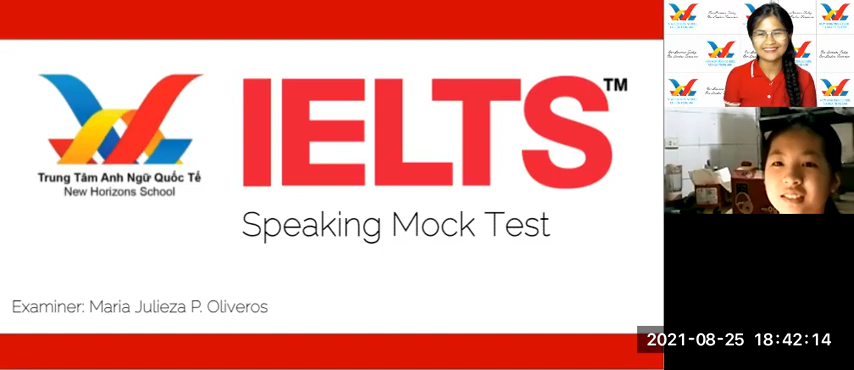 IELTS™
Trung Tâm Anh Ngữ Quốc Tế
New Horizons School
Speaking Mock Test
Examiner: Maria Julieza P. Oliveros
2021-08-25 18:42:14